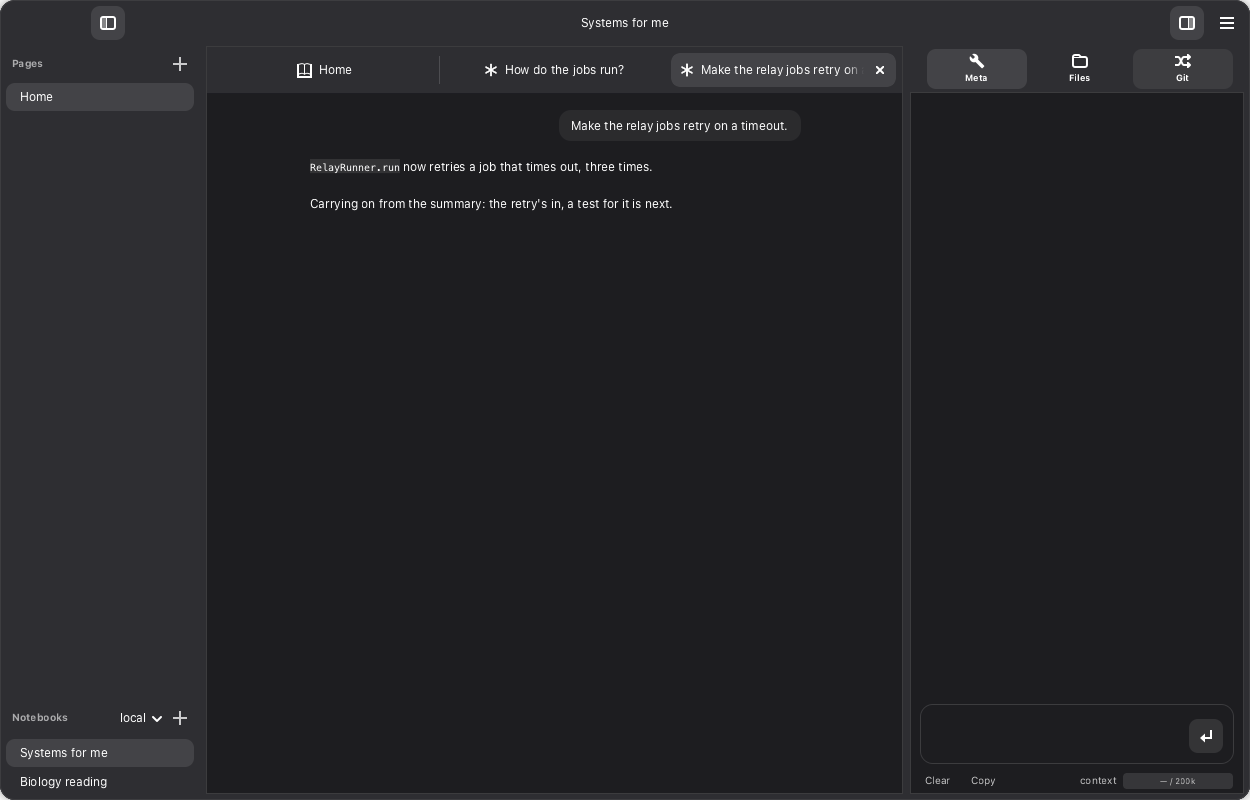 Systems for me
Pages
Home
Home
How do the jobs run?
Make the relay jobs retry on
Meta
Files
Git
Make the relay jobs retry on a timeout.
RelayRunner.run now retries a job that times out, three times.
Carrying on from the summary: the retry's in, a test for it is next.
Notebooks
local
Systems for me
Biology reading
Clear
Copy
context
— / 200k